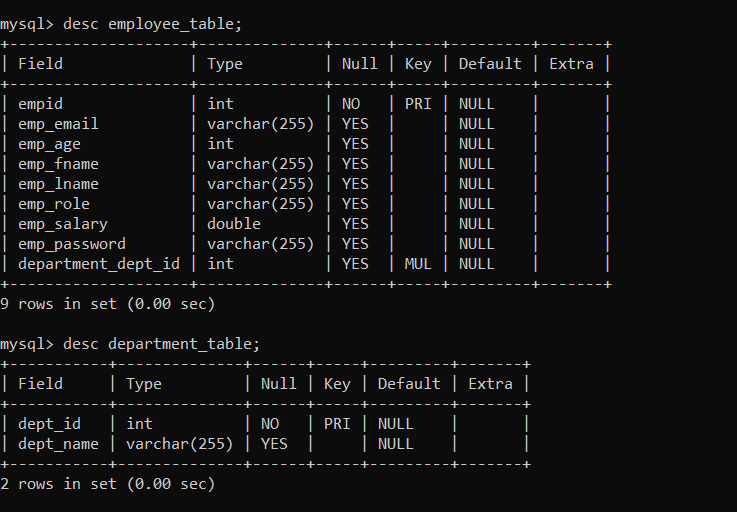 mysql> desc employee_table;
+---------------------+--------------+------+-----+---------+-------+
| Field               | Type         | Null | Key | Default | Extra |
+---------------------+--------------+------+-----+---------+-------+
| empid               | int          | NO   | PRI | NULL    |       |
| emp_email           | varchar(255) | YES  |     | NULL    |       |
| emp_age             | int          | YES  |     | NULL    |       |
| emp_fname           | varchar(255) | YES  |     | NULL    |       |
| emp_lname           | varchar(255) | YES  |     | NULL    |       |
| emp_role            | varchar(255) | YES  |     | NULL    |       |
| emp_salary          | double       | YES  |     | NULL    |       |
| emp_password        | varchar(255) | YES  |     | NULL    |       |
| department_dept_id | int          | YES  | MUL | NULL    |       |
+---------------------+--------------+------+-----+---------+-------+
9 rows in set (0.00 sec)

mysql> desc department_table;
+-----------+--------------+------+-----+---------+-------+
| Field     | Type         | Null | Key | Default | Extra |
+-----------+--------------+------+-----+---------+-------+
| dept_id   | int          | NO   | PRI | NULL    |       |
| dept_name | varchar(255) | YES  |     | NULL    |       |
+-----------+--------------+------+-----+---------+-------+
2 rows in set (0.00 sec)